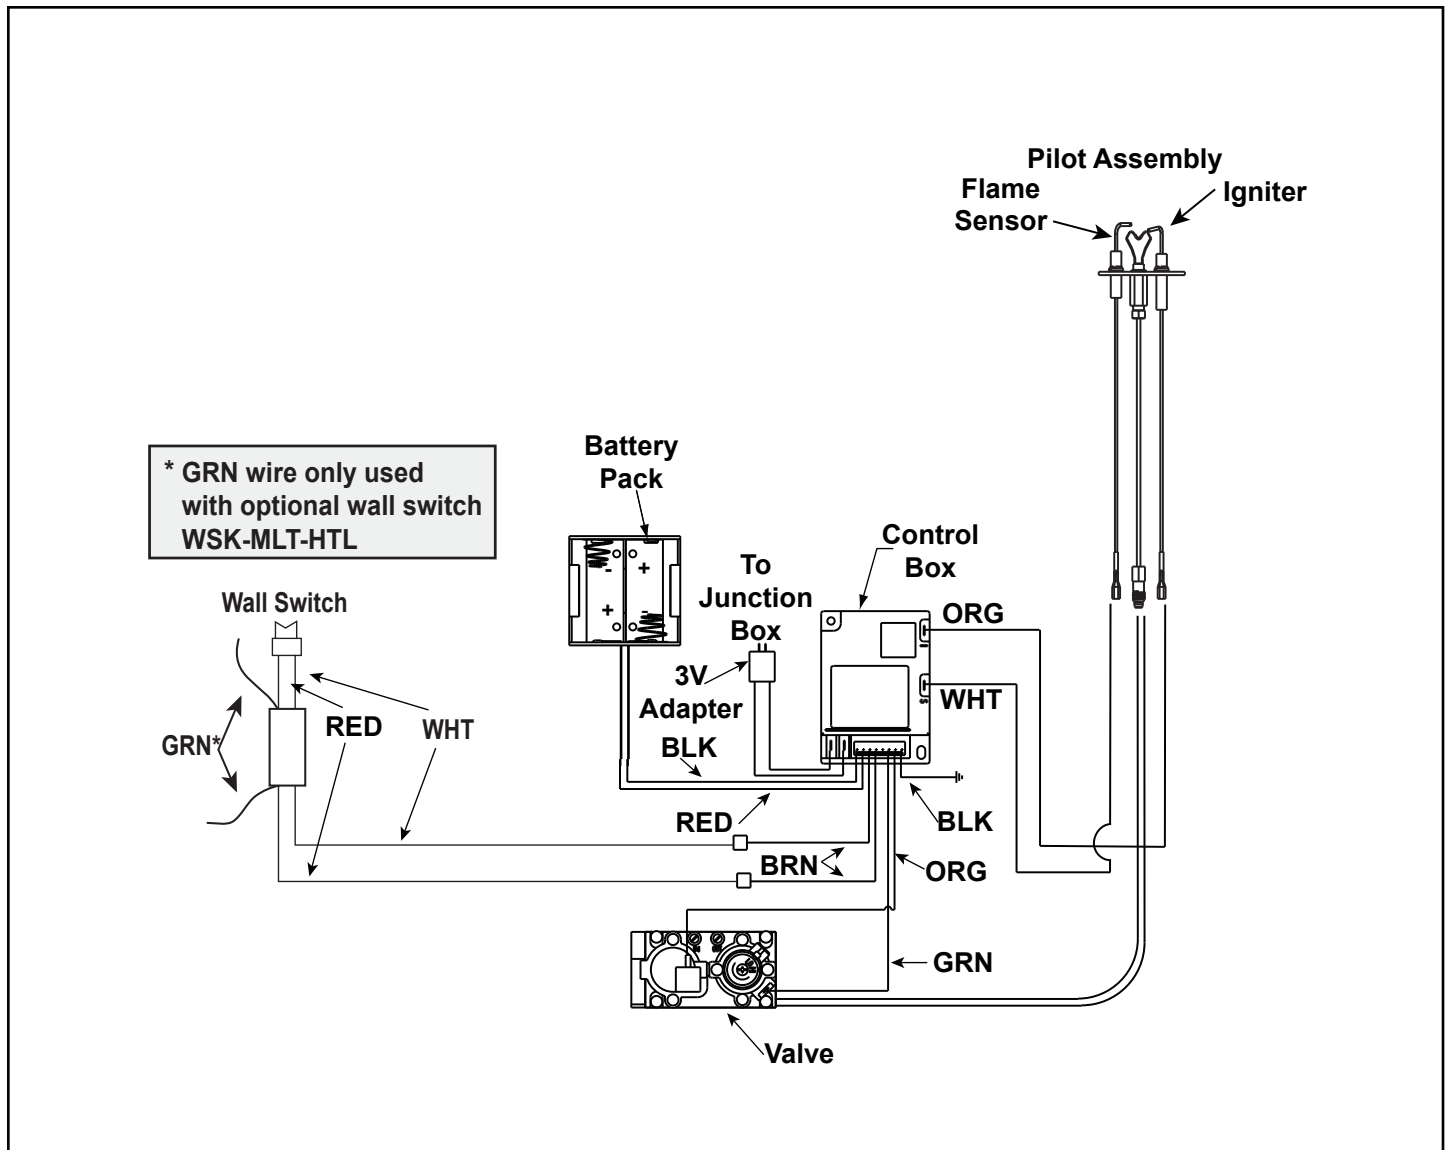 Pilot Assembly
Flame
Sensor
Igniter
Battery
Pack
* GRN wire only used
with optional wall switch
WSK-MLT-HTL
Control
Box
To
Junction
Box
Wall Switch
ORG
3V
Adapter
WHT
RED
WHT
GRN*
BLK
I
S
- +
+ -
RED
BLK
BRN
ORG
GRN
Valve